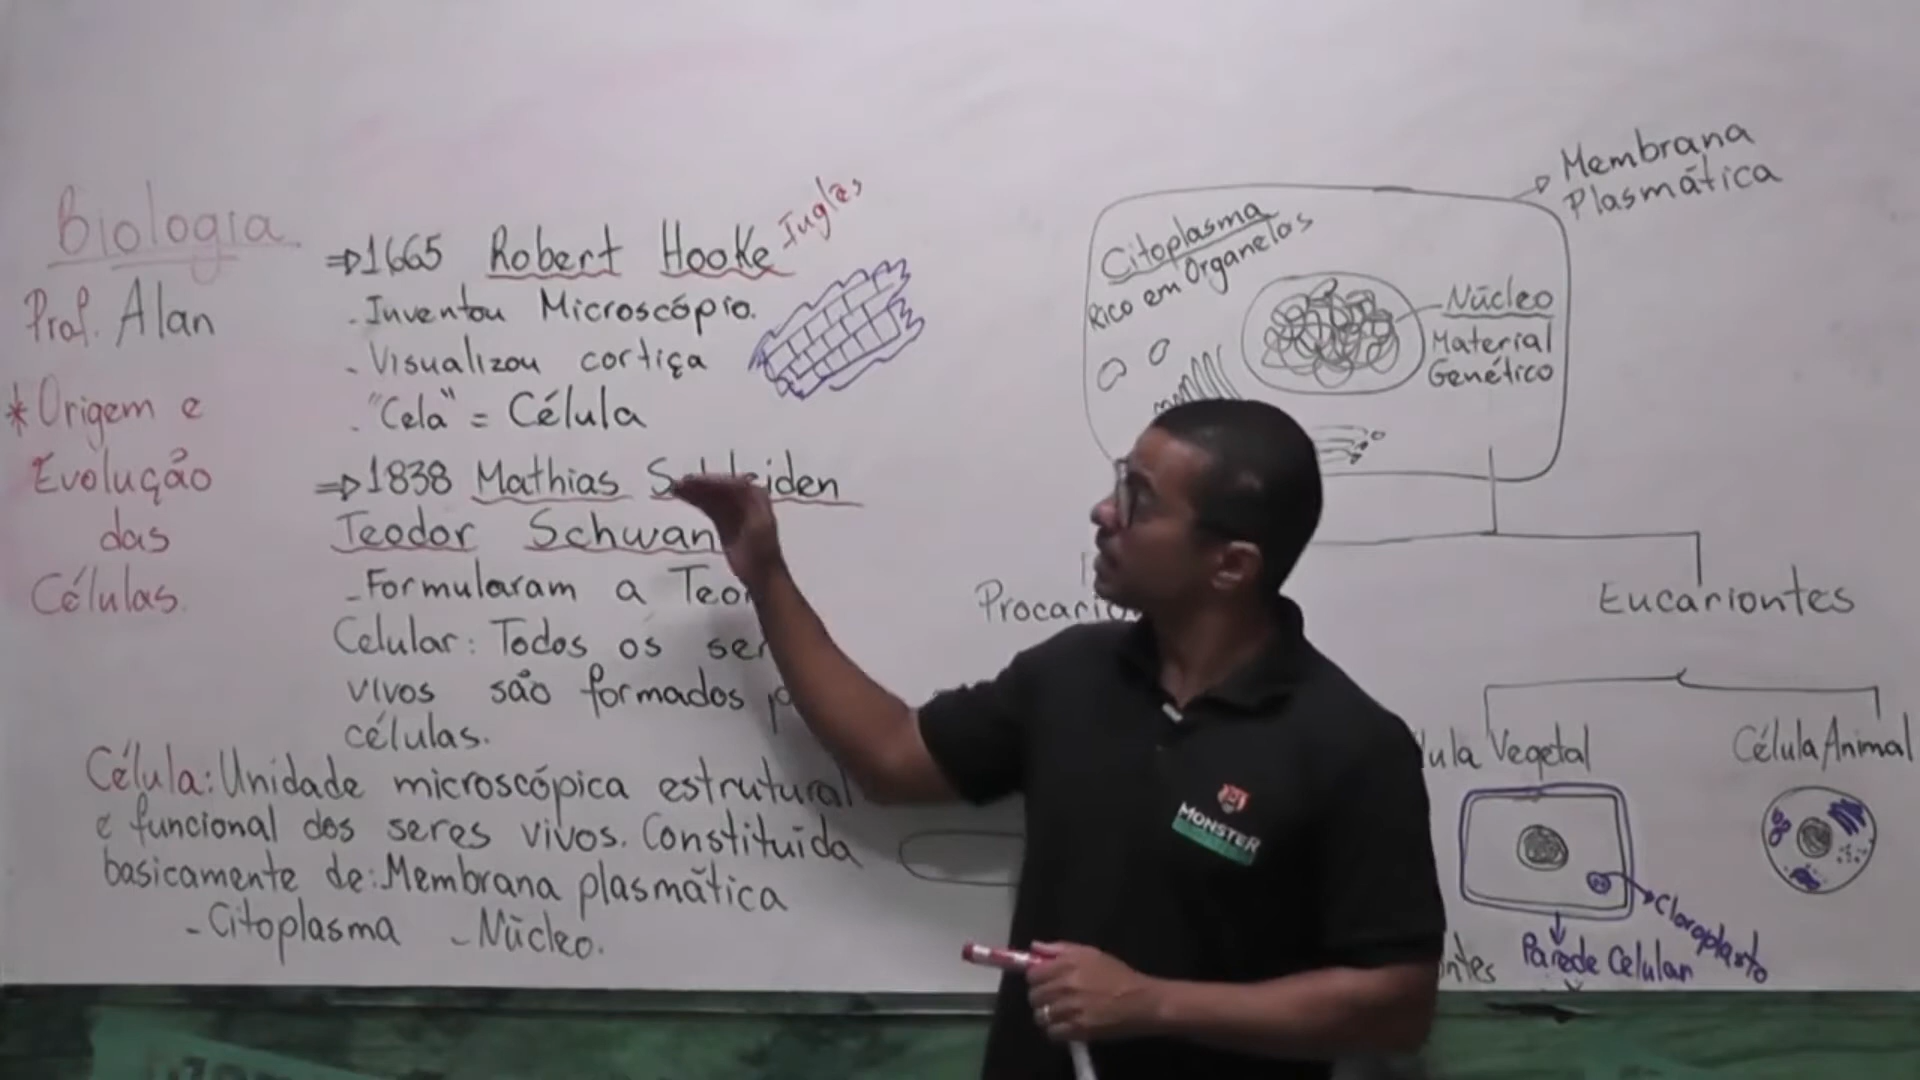 Biologia
Prof. Alan
*Origem e
Evolução
das
Células.
⇒1665 Robert Hooke Inglês
- Inventou Microscópio.
- Visualizou cortiça
- "Cela" = Célula
⇒1838 Mathias
Teodor Schwan
- Formularam a
Celular: Todos os
vivos são formados
células.
Célula: Unidade microscópica estrutural
e funcional dos seres vivos. Constituída
basicamente de: Membrana plasmática
- Citoplasma - Núcleo.
Membrana
Plasmática
Citoplasma
Rico em Organelas
Núcleo
Material
Genético
Eucariontes
Vegetal
Célula Animal
Cloroplasto
Parede Celular
MONSTER